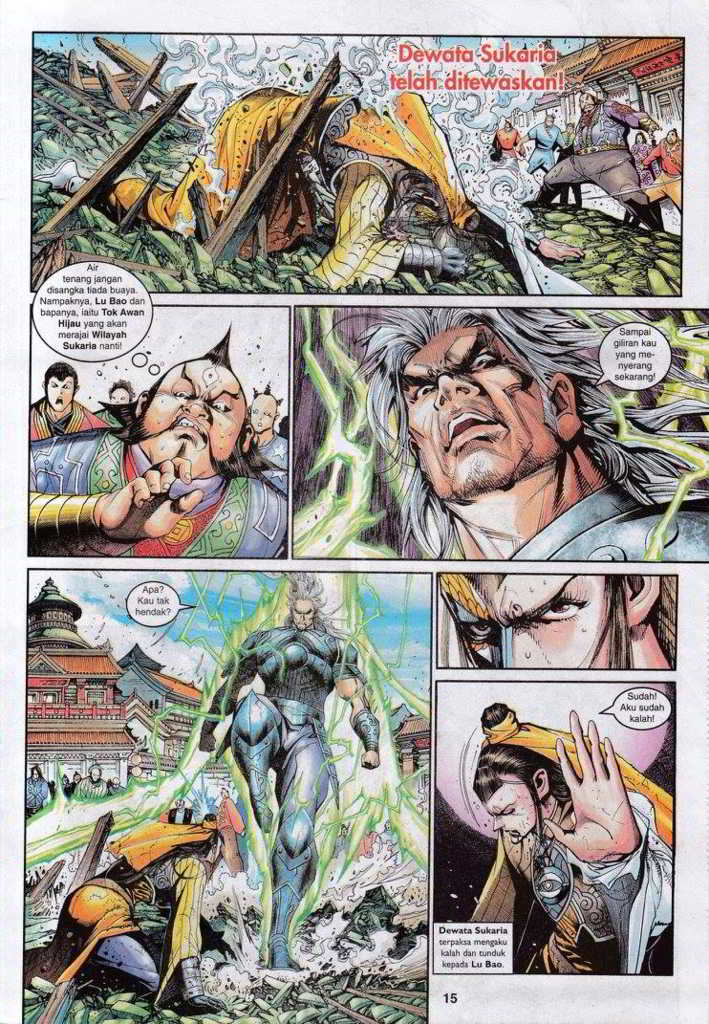 Dewata Sukaria
telah ditewaskan!
Air
tenang jangan
disangka tiada buaya.
Nampaknya, Lu Bao dan
bapanya, iaitu Tok Awan
Hijau yang akan
merajai Wilayah
Sukaria nanti!
Sampai
giliran kau
yang me-
nyerang
sekarang!
Apa?
Kau tak
hendak?
Sudah!
Aku sudah
kalah!
Dewata Sukaria
terpaksa mengaku
kalah dan tunduk
kepada Lu Bao.
15